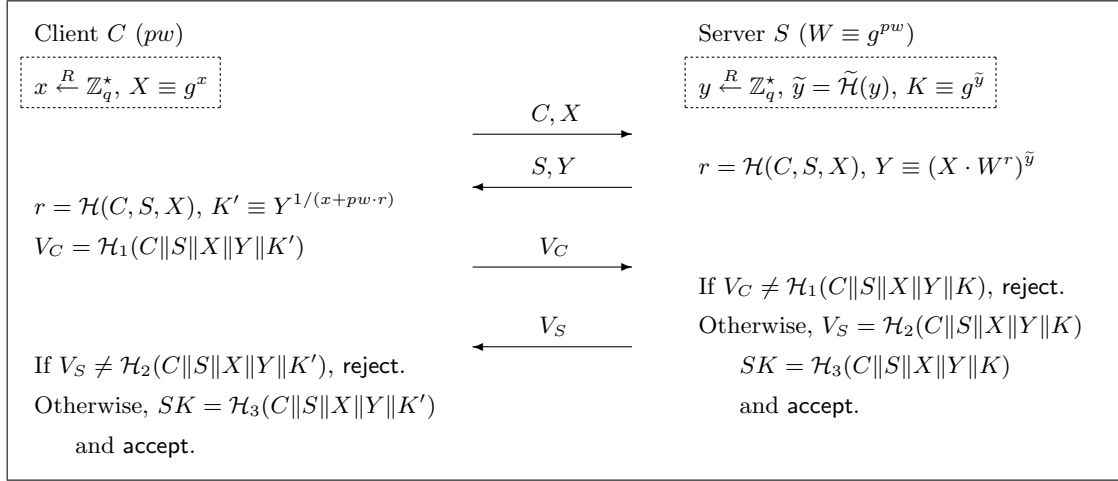 Client C (pw)
Server S (W ≡ g^{pw})
x ←^R ℤ_q^⋆, X ≡ g^x
y ←^R ℤ_q^⋆, ỹ = H̃(y), K ≡ g^ỹ
C, X
S, Y
r = H(C, S, X), Y ≡ (X · W^r)^ỹ
r = H(C, S, X), K′ ≡ Y^{1/(x+pw·r)}
V_C = H_1(C‖S‖X‖Y‖K′)
V_C
If V_C ≠ H_1(C‖S‖X‖Y‖K), reject.
Otherwise, V_S = H_2(C‖S‖X‖Y‖K)
V_S
If V_S ≠ H_2(C‖S‖X‖Y‖K′), reject.
SK = H_3(C‖S‖X‖Y‖K)
Otherwise, SK = H_3(C‖S‖X‖Y‖K′)
and accept.
and accept.